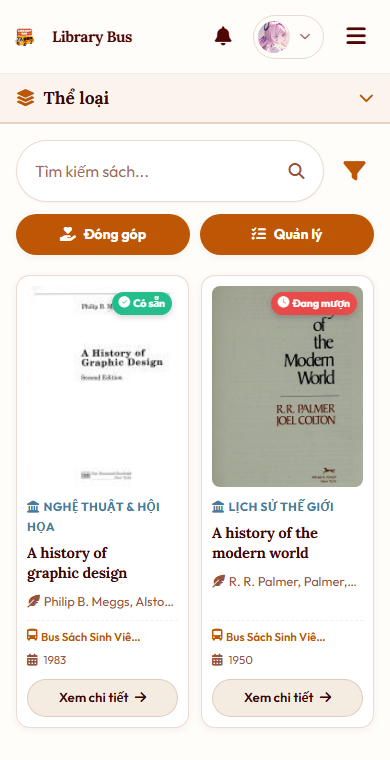 Library Bus
Thể loại
Tìm kiếm sách...
Đóng góp
Quản lý
Có sẵn
Philip B. M
A History of
Graphic Design
Second Edition
NGHỆ THUẬT & HỘI
HỌA
A history of
graphic design
Philip B. Meggs, Alsto...
Bus Sách Sinh Viê...
1983
Xem chi tiết
Đang mượn
of
the
Modern
World
R.R. PALMER
JOEL COLTON
LỊCH SỬ THẾ GIỚI
A history of the
modern world
R. R. Palmer, Palmer,...
Bus Sách Sinh Viê...
1950
Xem chi tiết